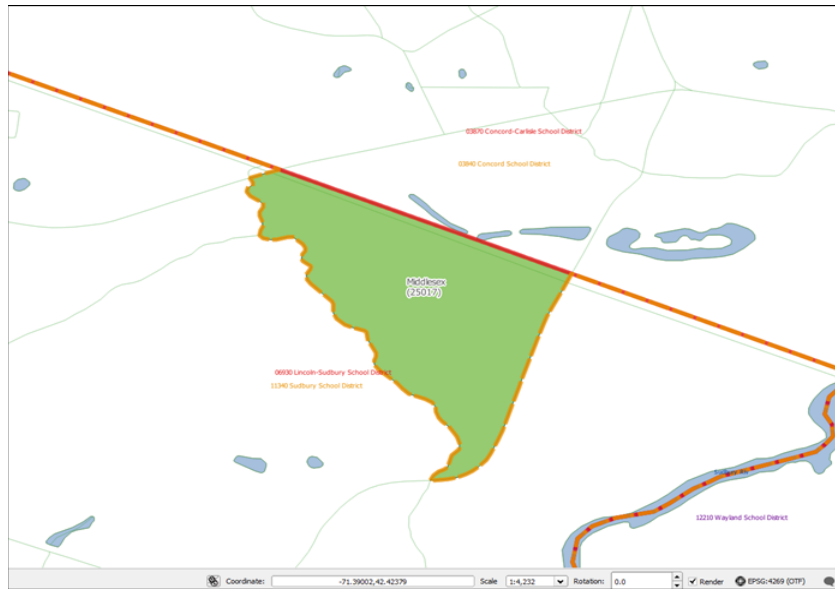 03870 Concord-Carlisle School District
03840 Concord School District
Middlesex
(25017)
06930 Lincoln-Sudbury School District
11340 Sudbury School District
12210 Wayland School District
Coordinate:
-71.39002,42.42379
Scale
1:4,232
Rotation:
0.0
Render
EPSG:4269 (OTF)